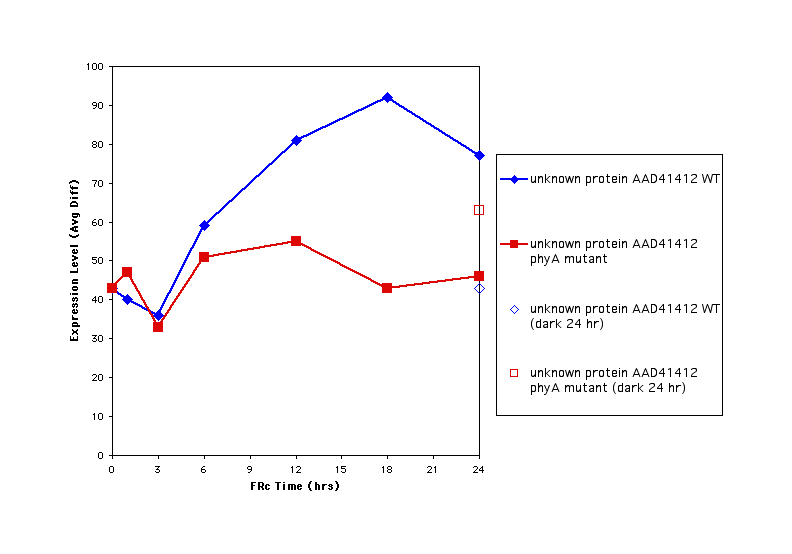 100
90
80
70
60
50
40
30
20
10
0
Expression Level (Avg Diff)
0 3 6 9 12 15 18 21 24
FRc Time (hrs)
unknown protein AAD41412 WT
unknown protein AAD41412
phyA mutant
unknown protein AAD41412 WT
(dark 24 hr)
unknown protein AAD41412
phyA mutant (dark 24 hr)